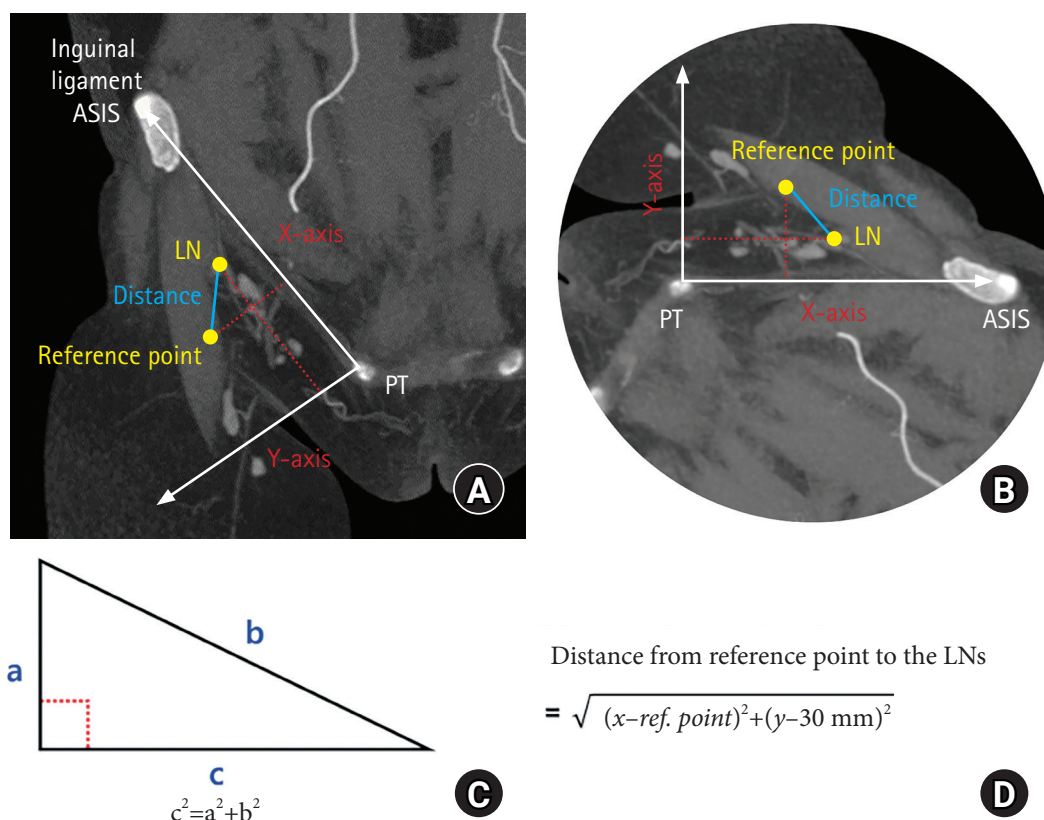 Inguinal
ligament
ASIS
X-axis
LN
Distance
Reference point
PT
Y-axis
A
Y-axis
Reference point
Distance
LN
PT
X-axis
ASIS
B
a
b
c
c²=a²+b²
C
Distance from reference point to the LNs
= √(x–ref. point)²+(y–30 mm)²
D